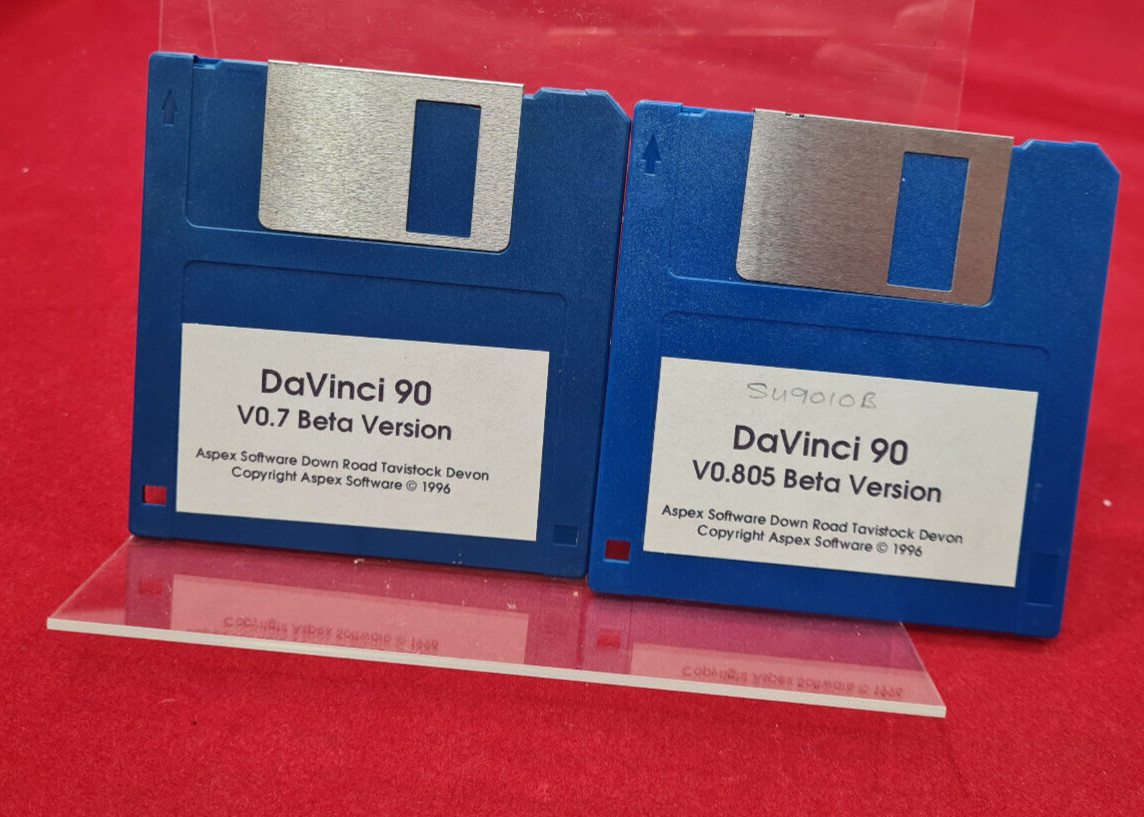 DaVinci 90
V0.7 Beta Version
Aspex Software Down Road Tavistock Devon
Copyright Aspex Software © 1996
SU9010B
DaVinci 90
V0.805 Beta Version
Aspex Software Down Road Tavistock Devon
Copyright Aspex Software © 1996